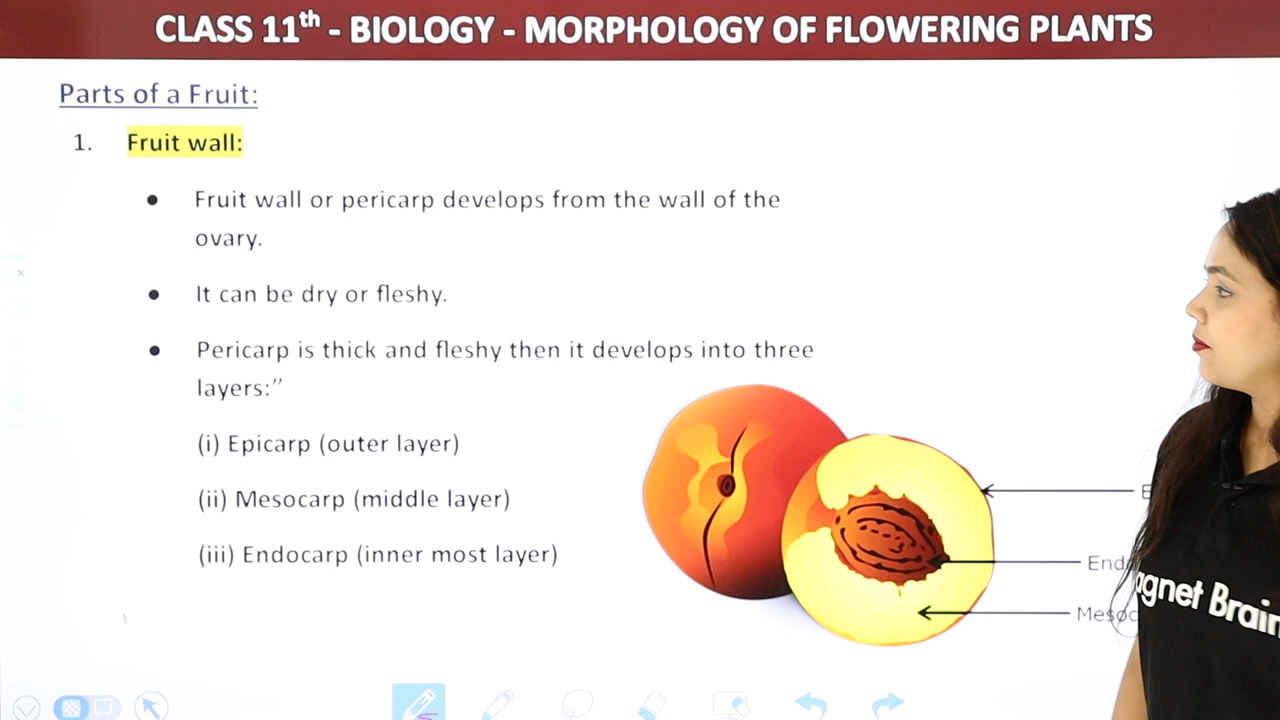 CLASS 11th - BIOLOGY - MORPHOLOGY OF FLOWERING PLANTS
Parts of a Fruit:
1. Fruit wall:
● Fruit wall or pericarp develops from the wall of the
ovary.
● It can be dry or fleshy.
● Pericarp is thick and fleshy then it develops into three
layers:”
(i) Epicarp (outer layer)
(ii) Mesocarp (middle layer)
(iii) Endocarp (inner most layer)